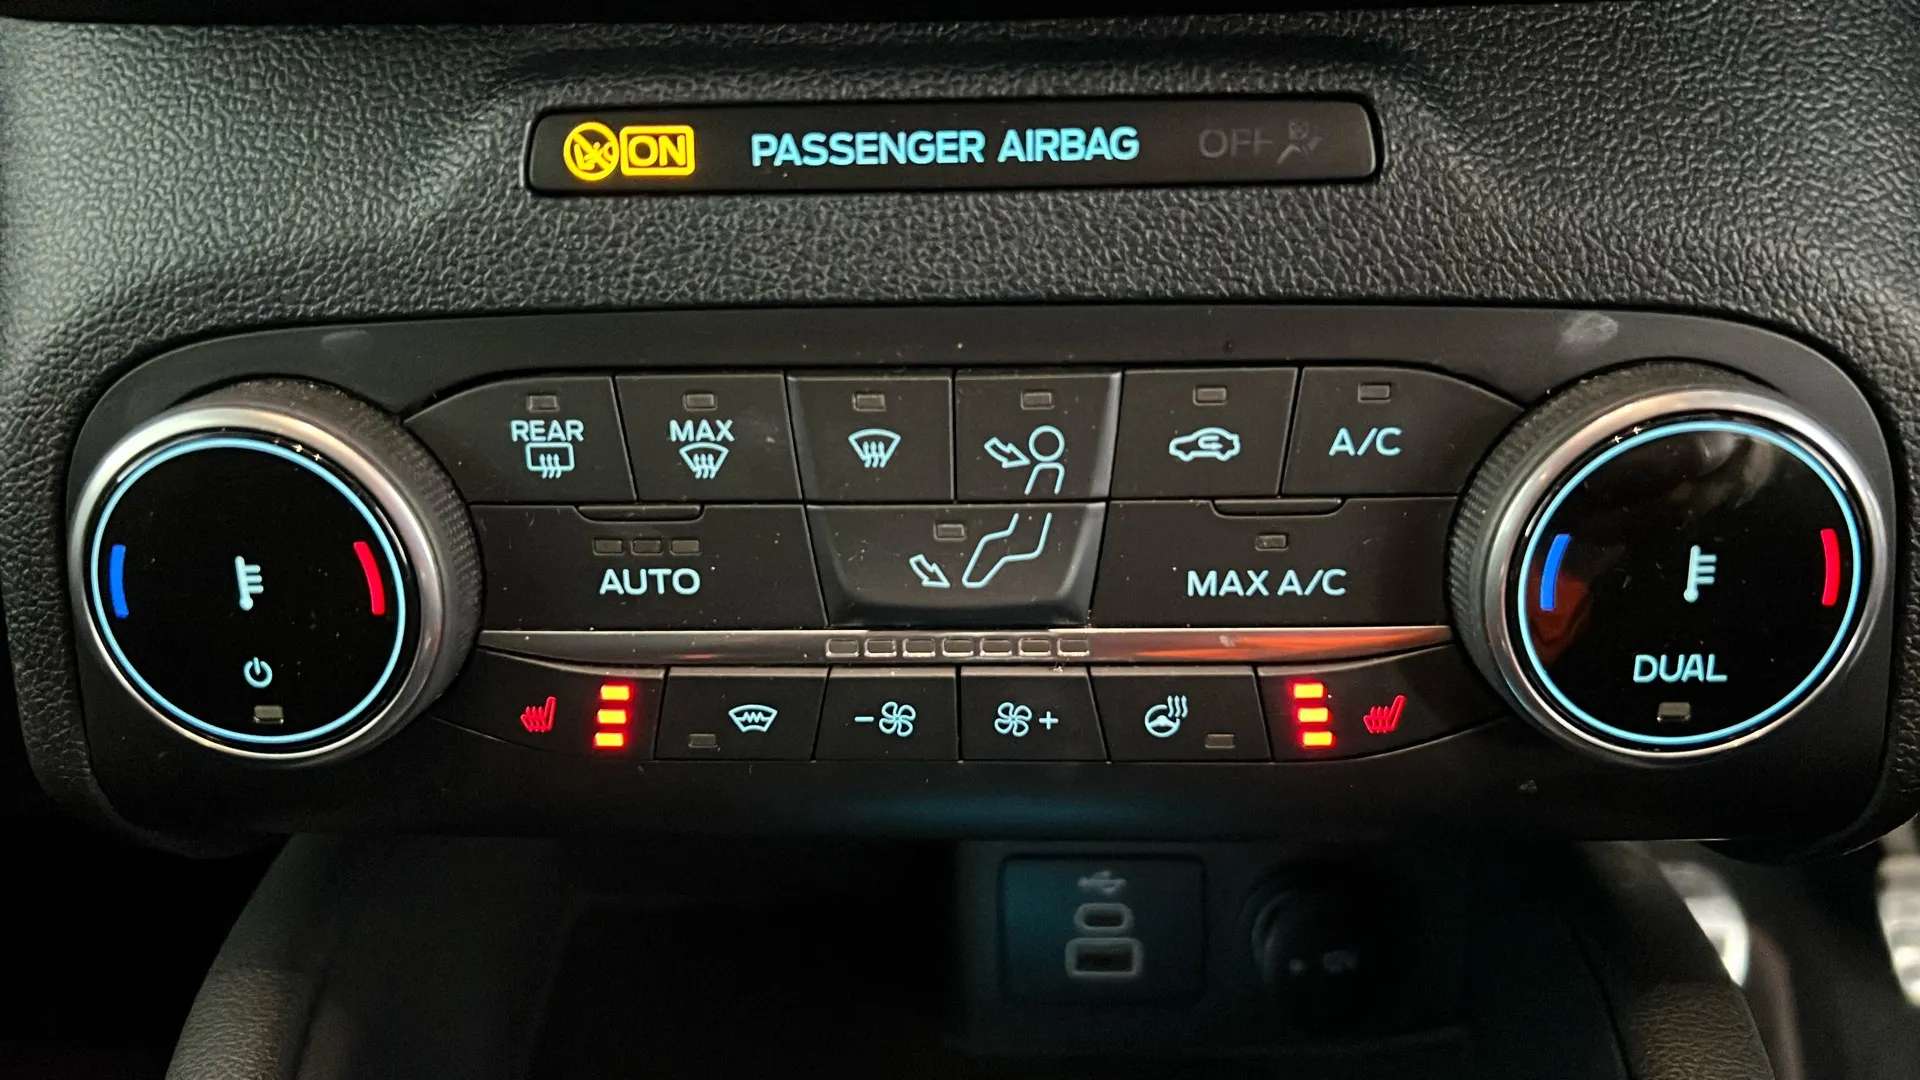 ON PASSENGER AIRBAG OFF
REAR
MAX
A/C
AUTO
MAX A/C
DUAL
- +